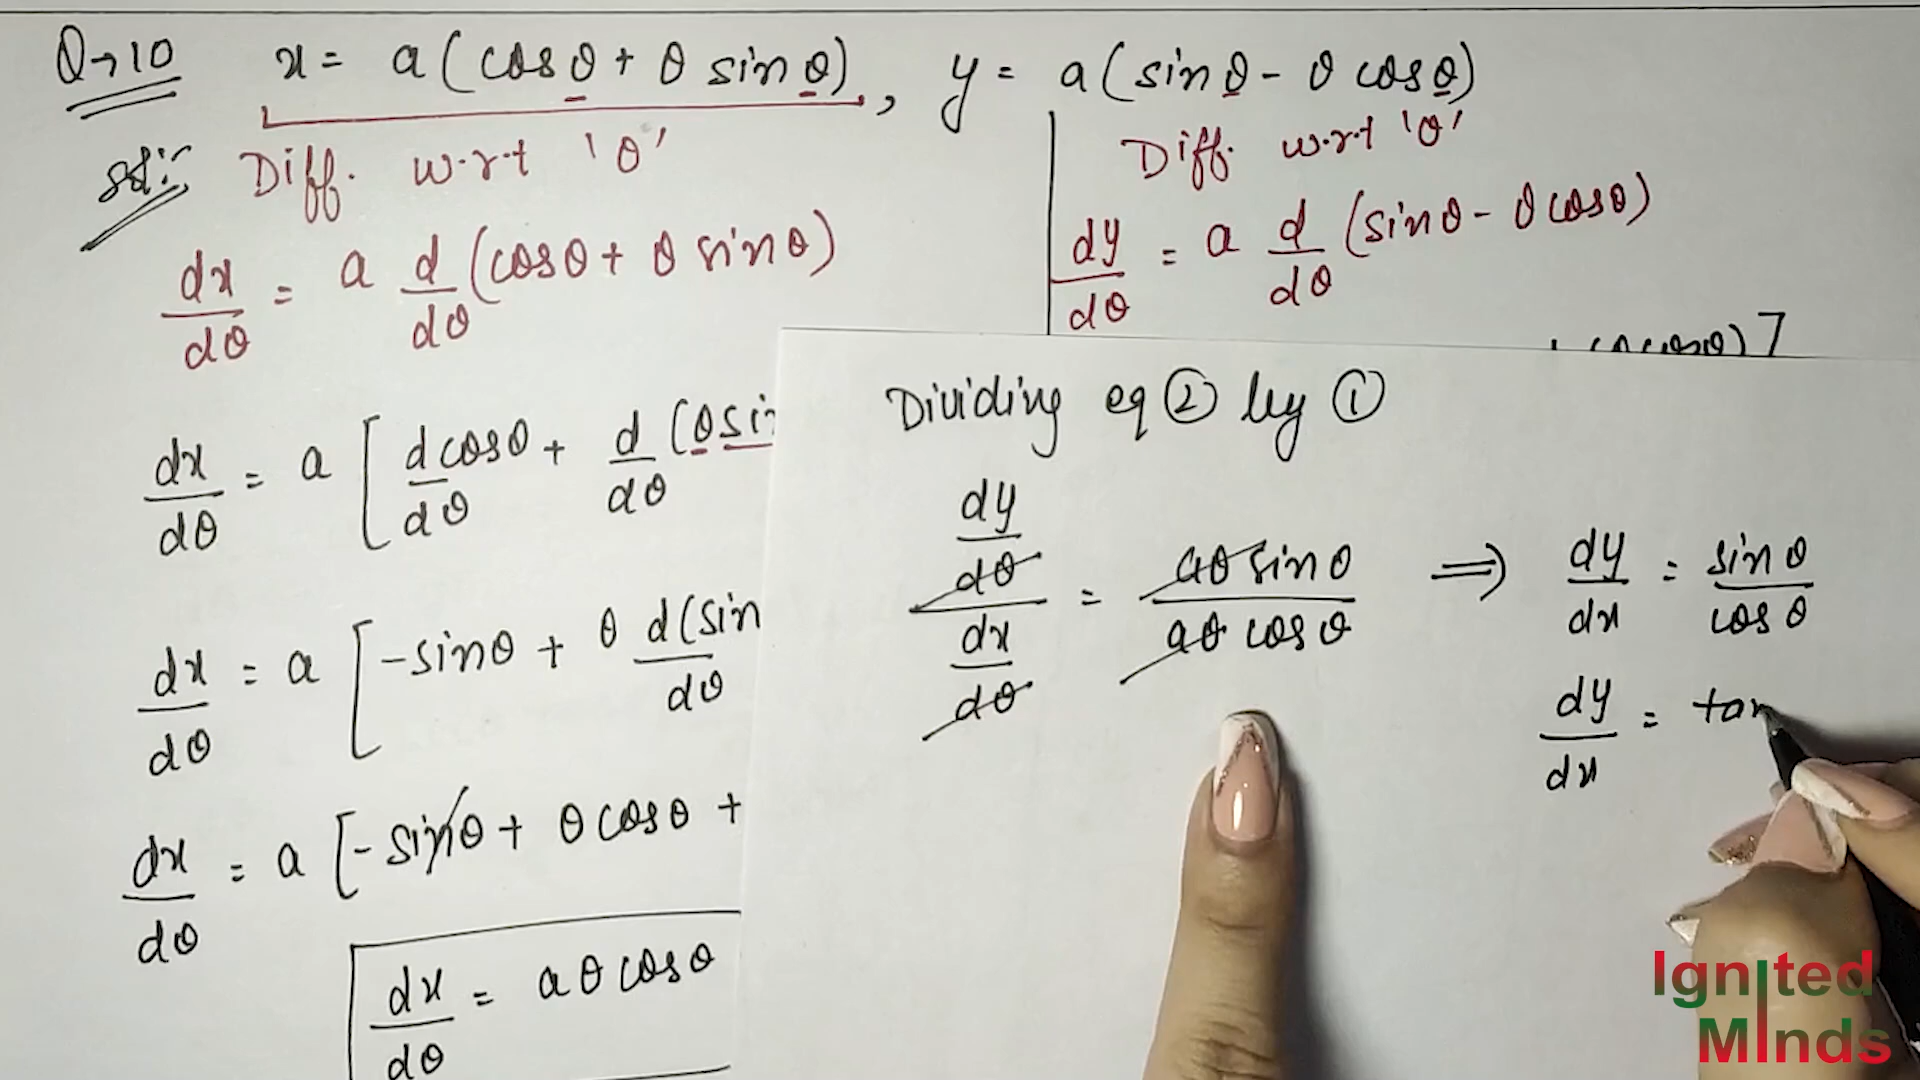 Q→10 x = a(cosθ + θ sinθ), y = a(sinθ - θ cosθ)
Sol:- Diff. w.r.t 'θ'
Diff. w.r.t 'θ'
dx/dθ = a d/dθ (cosθ + θ sinθ)
dy/dθ = a d/dθ (sinθ - θ cosθ)
dx/dθ = a [ d cosθ/dθ + d/dθ (θ sin
dx/dθ = a [ -sinθ + θ d(sin/dθ
dx/dθ = a [ -sinθ + θ cosθ +
dx/dθ = aθ cosθ
Dividing eq ② by ①
dy/dθ / dx/dθ = aθ sinθ / aθ cosθ ⇒ dy/dx = sinθ/cosθ
dy/dx = tan
Ignited
Minds